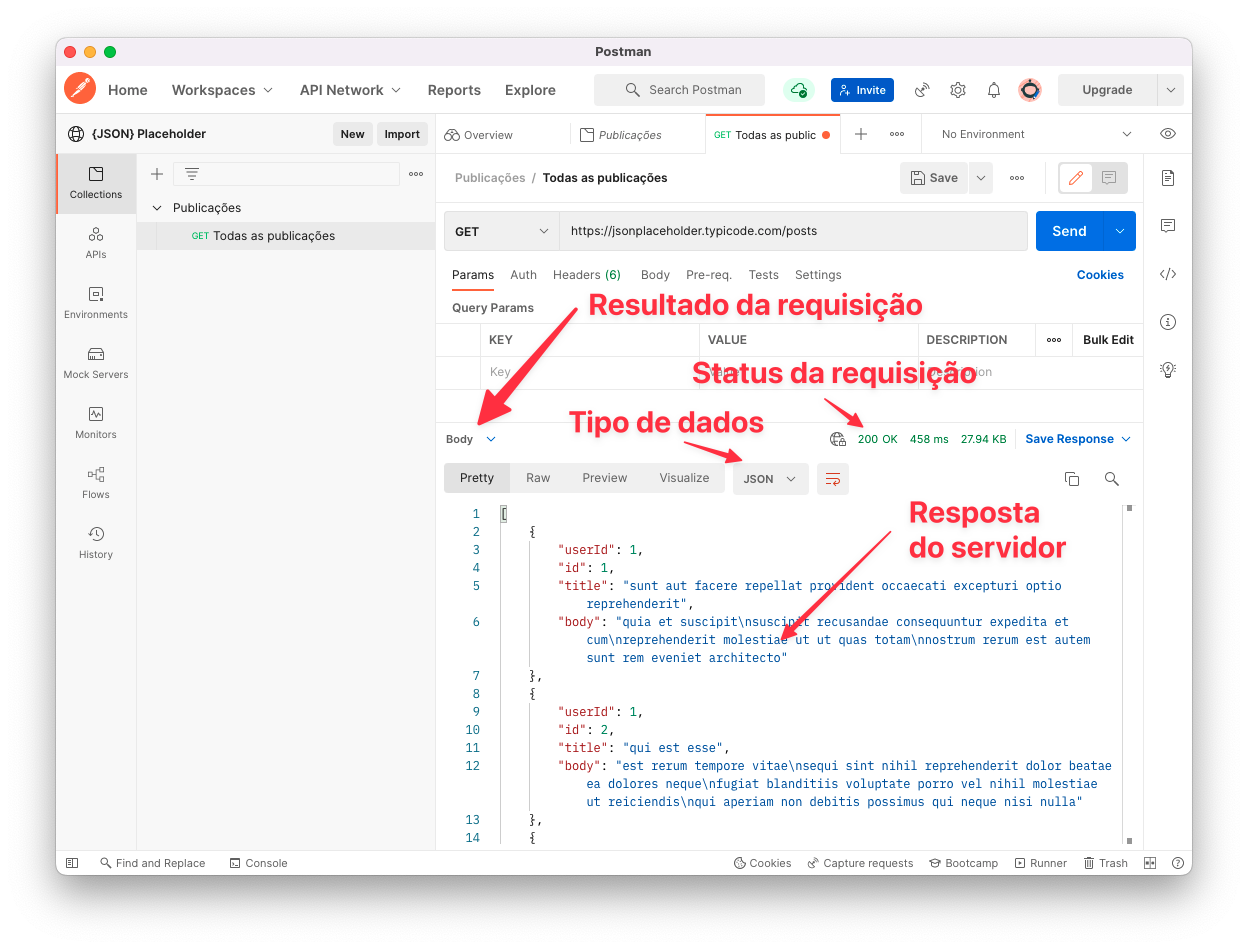 Postman
Home Workspaces API Network Reports Explore Search Postman Invite Upgrade
{JSON} Placeholder New Import Overview Publicações GET Todas as public No Environment
Collections
APIs
Environments
Mock Servers
Monitors
Flows
History
Publicações
GET Todas as publicações
Publicações / Todas as publicações Save
GET https://jsonplaceholder.typicode.com/posts Send
Params Auth Headers (6) Body Pre-req. Tests Settings Cookies
Query Params
Resultado da requisição
KEY VALUE DESCRIPTION Bulk Edit
Key Value Description
Status da requisição
Tipo de dados
Body 200 OK 458 ms 27.94 KB Save Response
Pretty Raw Preview Visualize JSON
Resposta
do servidor
1 [
2 {
3 "userId": 1,
4 "id": 1,
5 "title": "sunt aut facere repellat provident occaecati excepturi optio
reprehenderit",
6 "body": "quia et suscipit\nsuscipit recusandae consequuntur expedita et
cum\nreprehenderit molestiae ut ut quas totam\nnostrum rerum est autem
sunt rem eveniet architecto"
7 },
8 {
9 "userId": 1,
10 "id": 2,
11 "title": "qui est esse",
12 "body": "est rerum tempore vitae\nsequi sint nihil reprehenderit dolor beatae
ea dolores neque\nfugiat blanditiis voluptate porro vel nihil molestiae
ut reiciendis\nqui aperiam non debitis possimus qui neque nisi nulla"
13 },
14 {
Find and Replace Console Cookies Capture requests Bootcamp Runner Trash